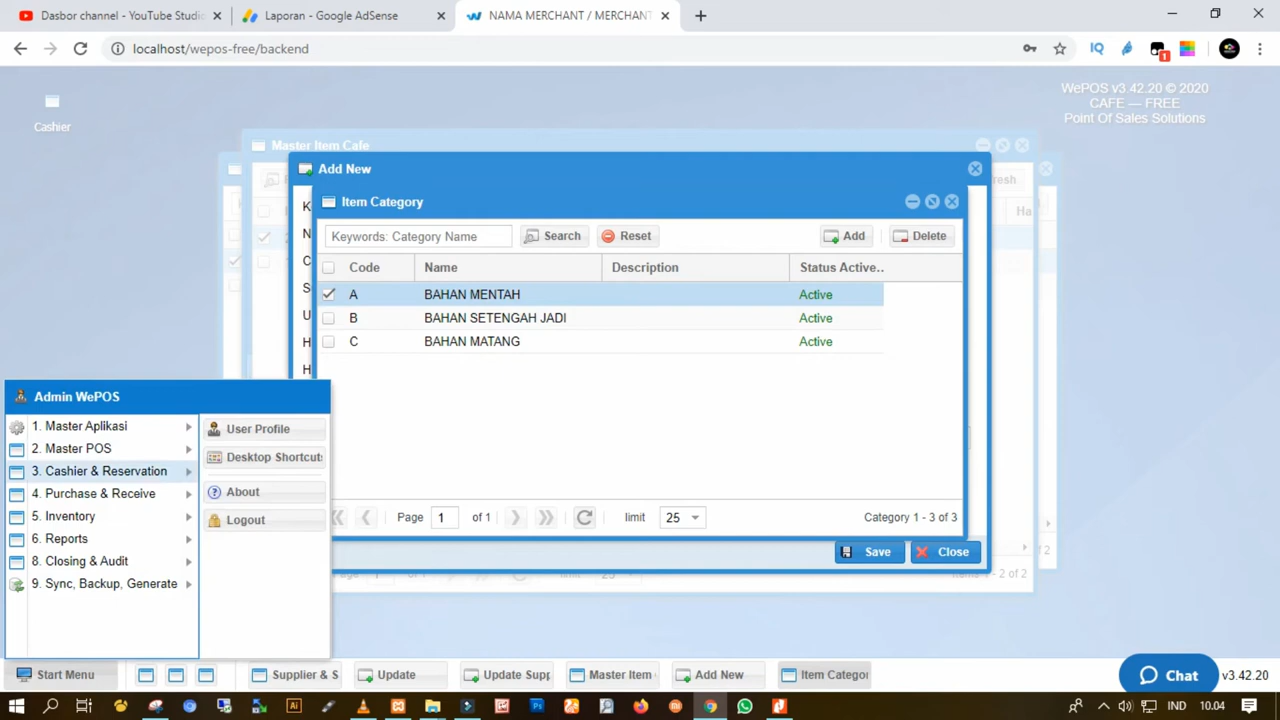 Dasbor channel - YouTube Studi
Laporan - Google AdSense
NAMA MERCHANT / MERCHANT
localhost/wepos-free/backend
IQ
1
Cashier
WePOS v3.42.20 © 2020
CAFE — FREE
Point Of Sales Solutions
Master Item Cafe
Add New
Item Category
Keywords: Category Name
Search
Reset
Add
Delete
Code Name Description Status Active..
A BAHAN MENTAH Active
B BAHAN SETENGAH JADI Active
C BAHAN MATANG Active
Page 1 of 1 limit 25 Category 1 - 3 of 3
Save Close
Admin WePOS
1. Master Aplikasi
2. Master POS
3. Cashier & Reservation
4. Purchase & Receive
5. Inventory
6. Reports
8. Closing & Audit
9. Sync, Backup, Generate
User Profile
Desktop Shortcut
About
Logout
Start Menu Supplier & S Update Update Supp Master Item Add New Item Categor
Chat v3.42.20
IND 10.04